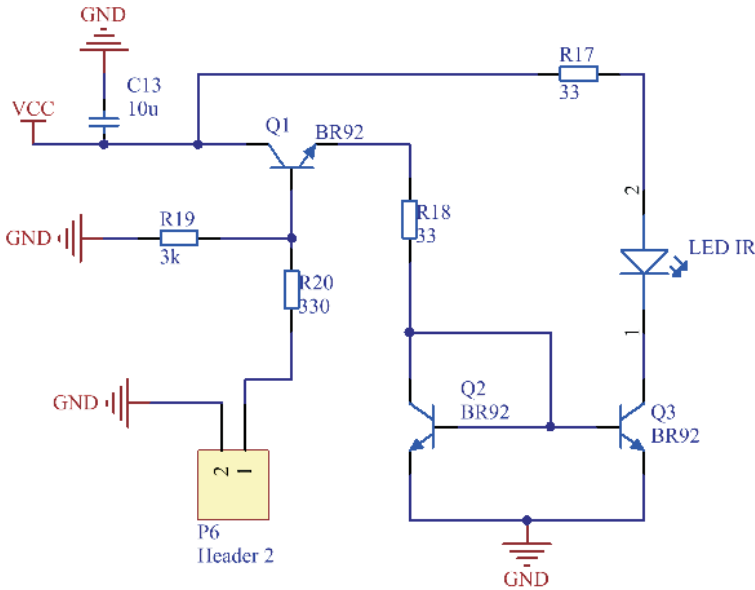 GND
C13
10u
VCC
Q1
BR92
R17
33
R19
3k
GND
R18
33
R20
330
2
LED IR
1
GND
Q2
BR92
Q3
BR92
2
1
P6
Header 2
GND